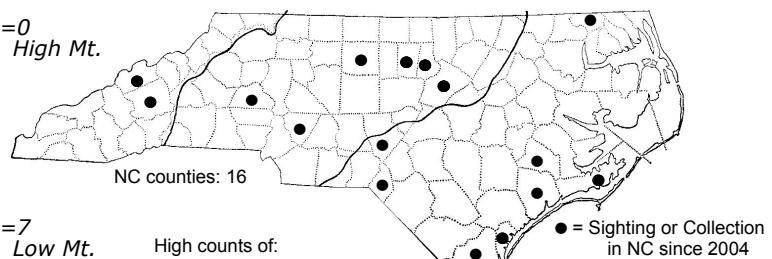 =0
High Mt.
NC counties: 16
=7
Low Mt.
High counts of:
● = Sighting or Collection
in NC since 2004